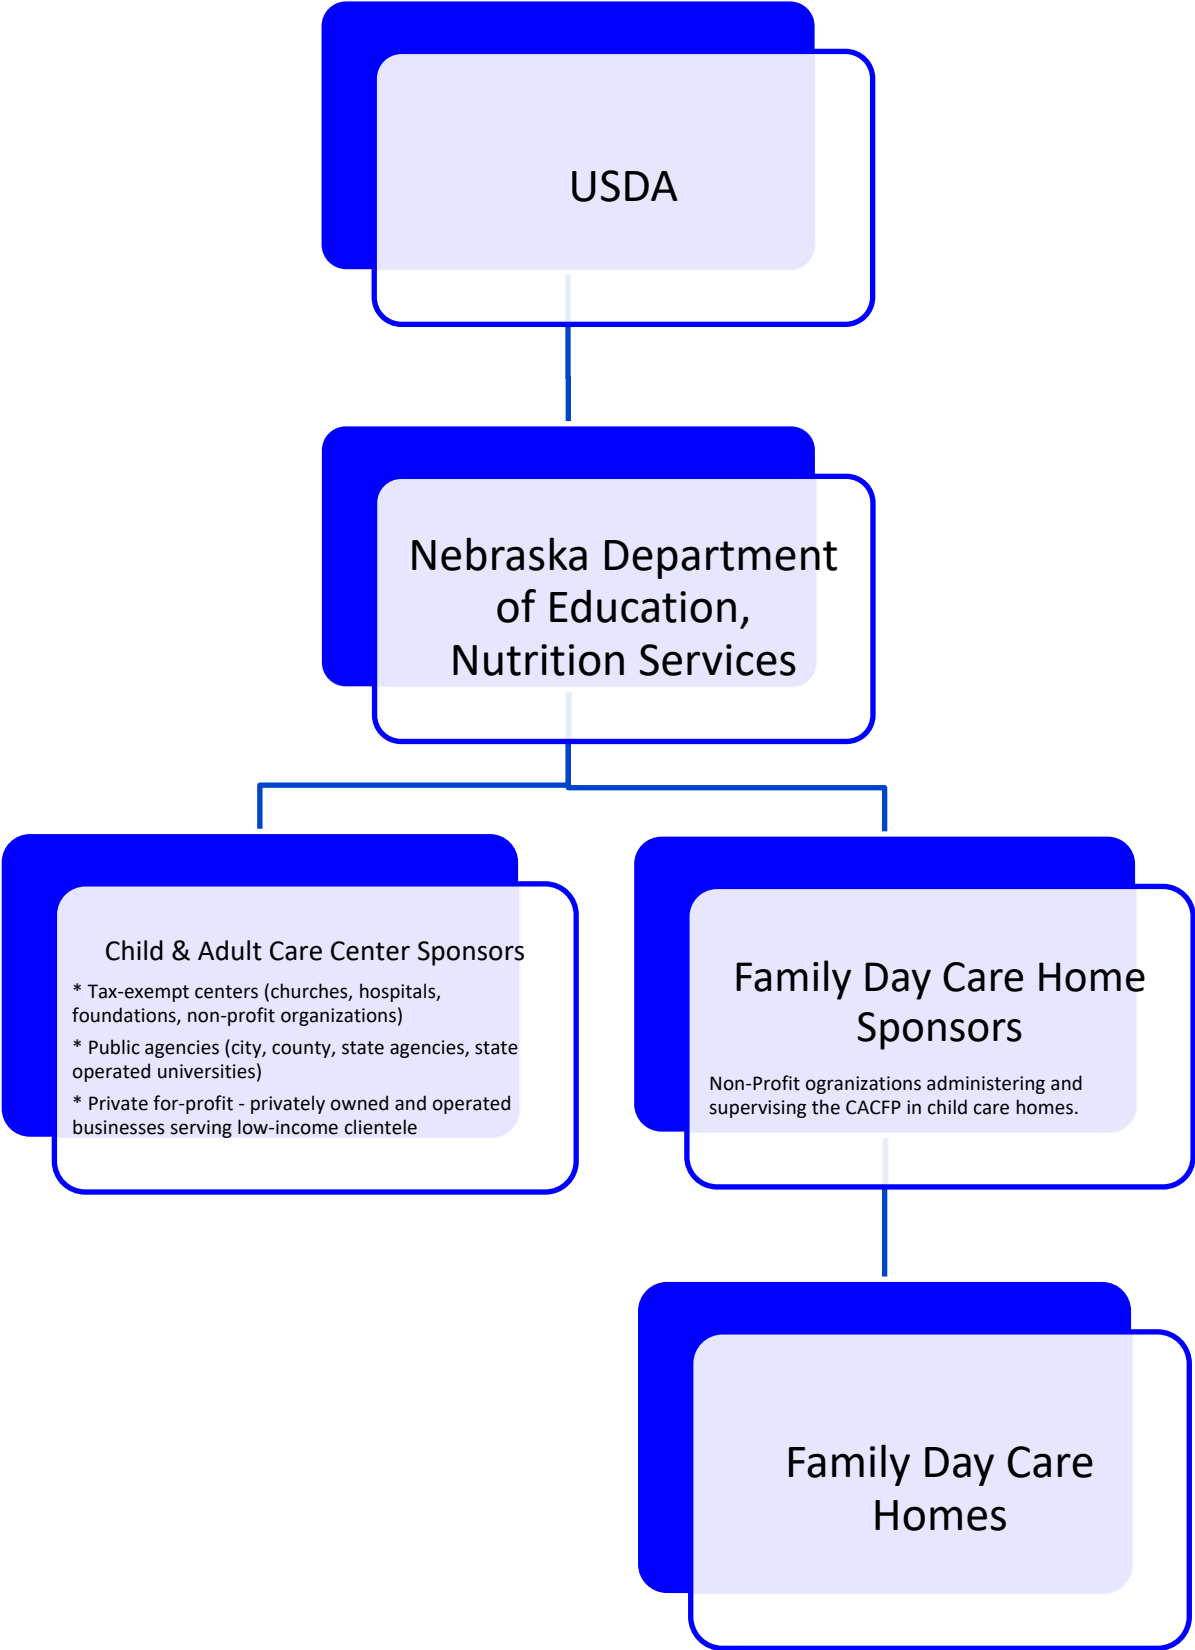 USDA
Nebraska Department
of Education,
Nutrition Services
Child & Adult Care Center Sponsors
* Tax-exempt centers (churches, hospitals,
foundations, non-profit organizations)
* Public agencies (city, county, state agencies, state
operated universities)
* Private for-profit - privately owned and operated
businesses serving low-income clientele
Family Day Care Home
Sponsors
Non-Profit ogranizations administering and
supervising the CACFP in child care homes.
Family Day Care
Homes